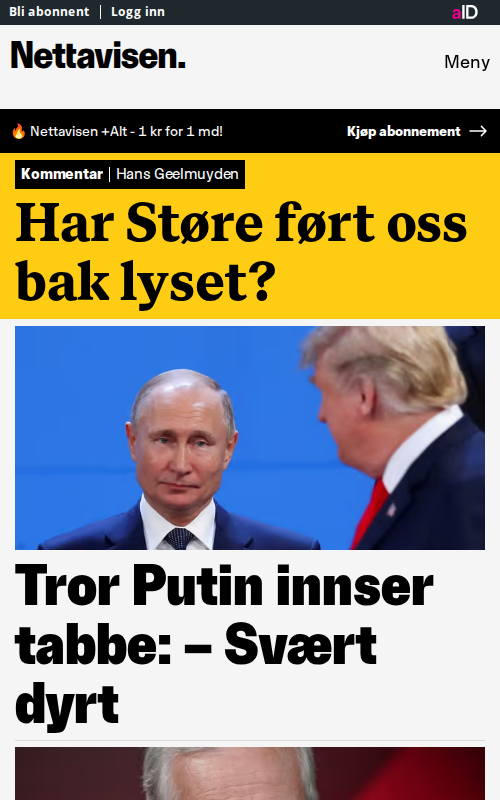 Bli abonnent | Logg inn
aID
Nettavisen.
Meny
🔥 Nettavisen +Alt - 1 kr for 1 md!
Kjøp abonnement →
Kommentar | Hans Geelmuyden
Har Støre ført oss
bak lyset?
Tror Putin innser
tabbe: – Svært
dyrt